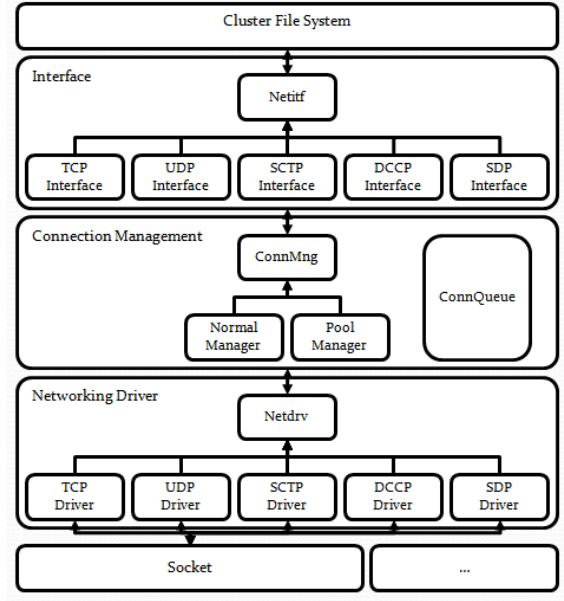 Cluster File System
Interface
Netitf
TCP
Interface
UDP
Interface
SCTP
Interface
DCCP
Interface
SDP
Interface
Connection Management
ConnMng
ConnQueue
Normal
Manager
Pool
Manager
Networking Driver
Netdrv
TCP
Driver
UDP
Driver
SCTP
Driver
DCCP
Driver
SDP
Driver
Socket
...